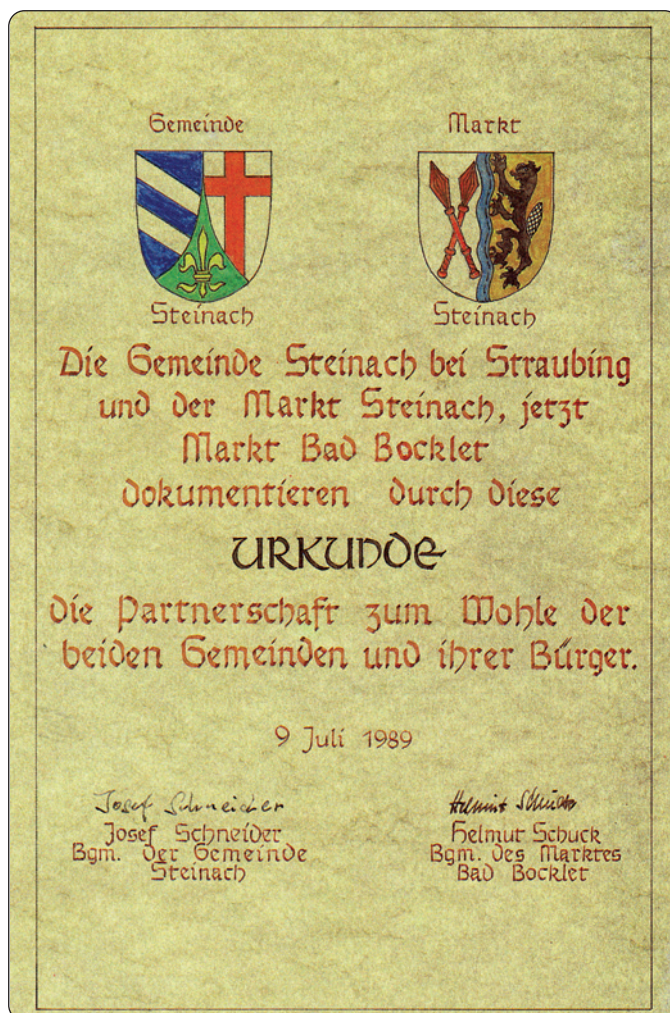 Gemeinde
Markt
Steinach
Steinach
Die Gemeinde Steinach bei Straubing
und der Markt Steinach, jetzt
Markt Bad Bocklet
dokumentieren durch diese
URKUNDE
die Partnerschaft zum Wohle der
beiden Gemeinden und ihrer Bürger.
9 Juli 1989
Josef Schneider
Helmut Schuck
Josef Schneider
Bgm. der Gemeinde
Steinach
Helmut Schuck
Bgm. des Marktes
Bad Bocklet